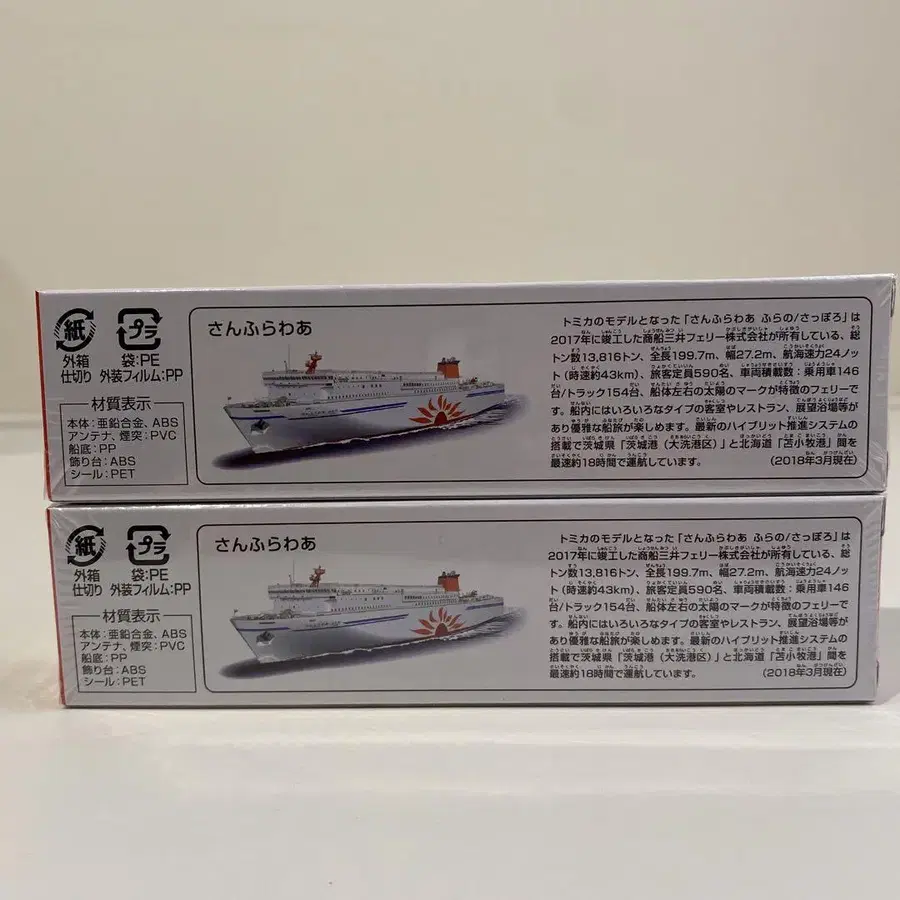 紙
プラ
外箱
仕切り
袋:PE
外装フィルム:PP
材質表示
本体:亜鉛合金、ABS
アンテナ、煙突:PVC
船底:PP
飾り台:ABS
シール:PET
さんふらわあ
トミカのモデルとなった「さんふらわあ ふらの/さっぽろ」は
2017年に竣工した商船三井フェリー株式会社が所有している、総
トン数13,816トン、全長199.7m、幅27.2m、航海速力24ノッ
ト(時速約43km)、旅客定員590名、車両積載数:乗用車146
台/トラック154台、船体左右の太陽のマークが特徴のフェリーで
す。船内にはいろいろなタイプの客室やレストラン、展望浴場等が
あり優雅な船旅が楽しめます。最新のハイブリット推進システムの
搭載で茨城県「茨城港(大洗港区)」と北海道「苫小牧港」間を
最速約18時間で運航しています。
(2018年3月現在)
紙
プラ
外箱
仕切り
袋:PE
外装フィルム:PP
材質表示
本体:亜鉛合金、ABS
アンテナ、煙突:PVC
船底:PP
飾り台:ABS
シール:PET
さんふらわあ
トミカのモデルとなった「さんふらわあ ふらの/さっぽろ」は
2017年に竣工した商船三井フェリー株式会社が所有している、総
トン数13,816トン、全長199.7m、幅27.2m、航海速力24ノッ
ト(時速約43km)、旅客定員590名、車両積載数:乗用車146
台/トラック154台、船体左右の太陽のマークが特徴のフェリーで
す。船内にはいろいろなタイプの客室やレストラン、展望浴場等が
あり優雅な船旅が楽しめます。最新のハイブリット推進システムの
搭載で茨城県「茨城港(大洗港区)」と北海道「苫小牧港」間を
最速約18時間で運航しています。
(2018年3月現在)